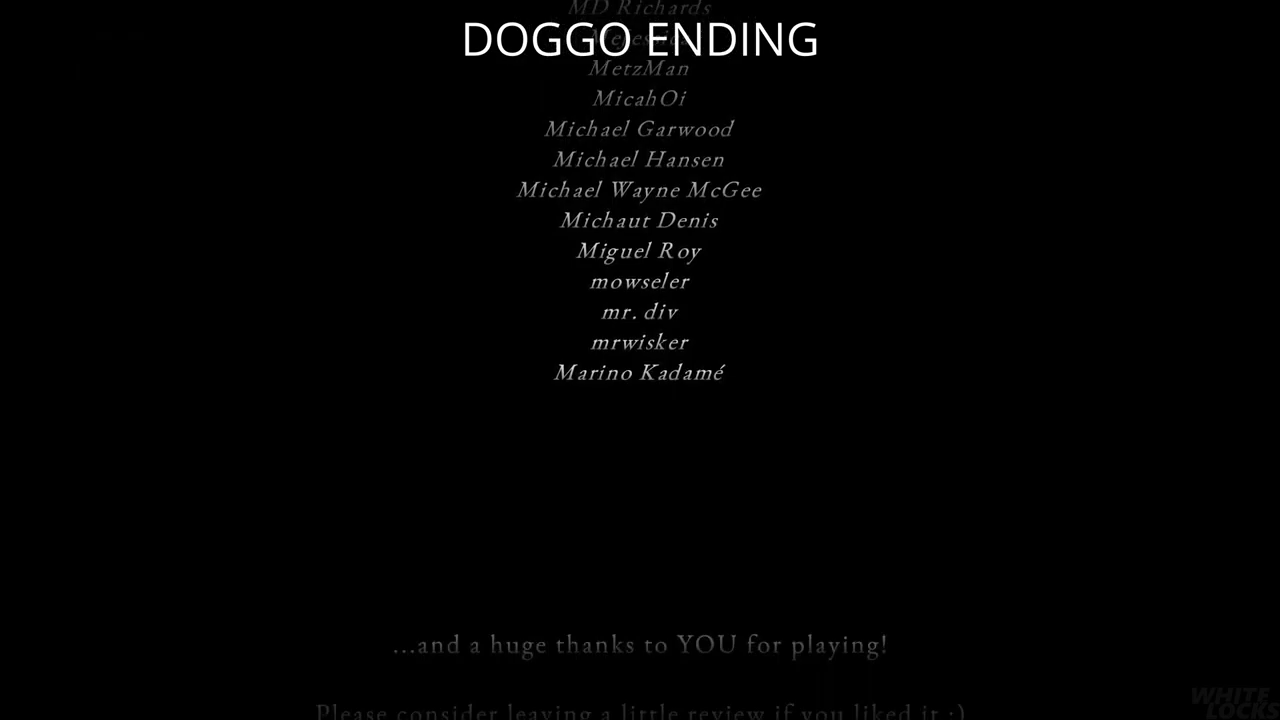 MD Richards
DOGGO ENDING
MetzMan
MicahOi
Michael Garwood
Michael Hansen
Michael Wayne McGee
Michaut Denis
Miguel Roy
mowseler
mr. div
mrwisker
Marino Kadamé
...and a huge thanks to YOU for playing!
Please consider leaving a little review if you liked it :)
WHITE
LOCKS